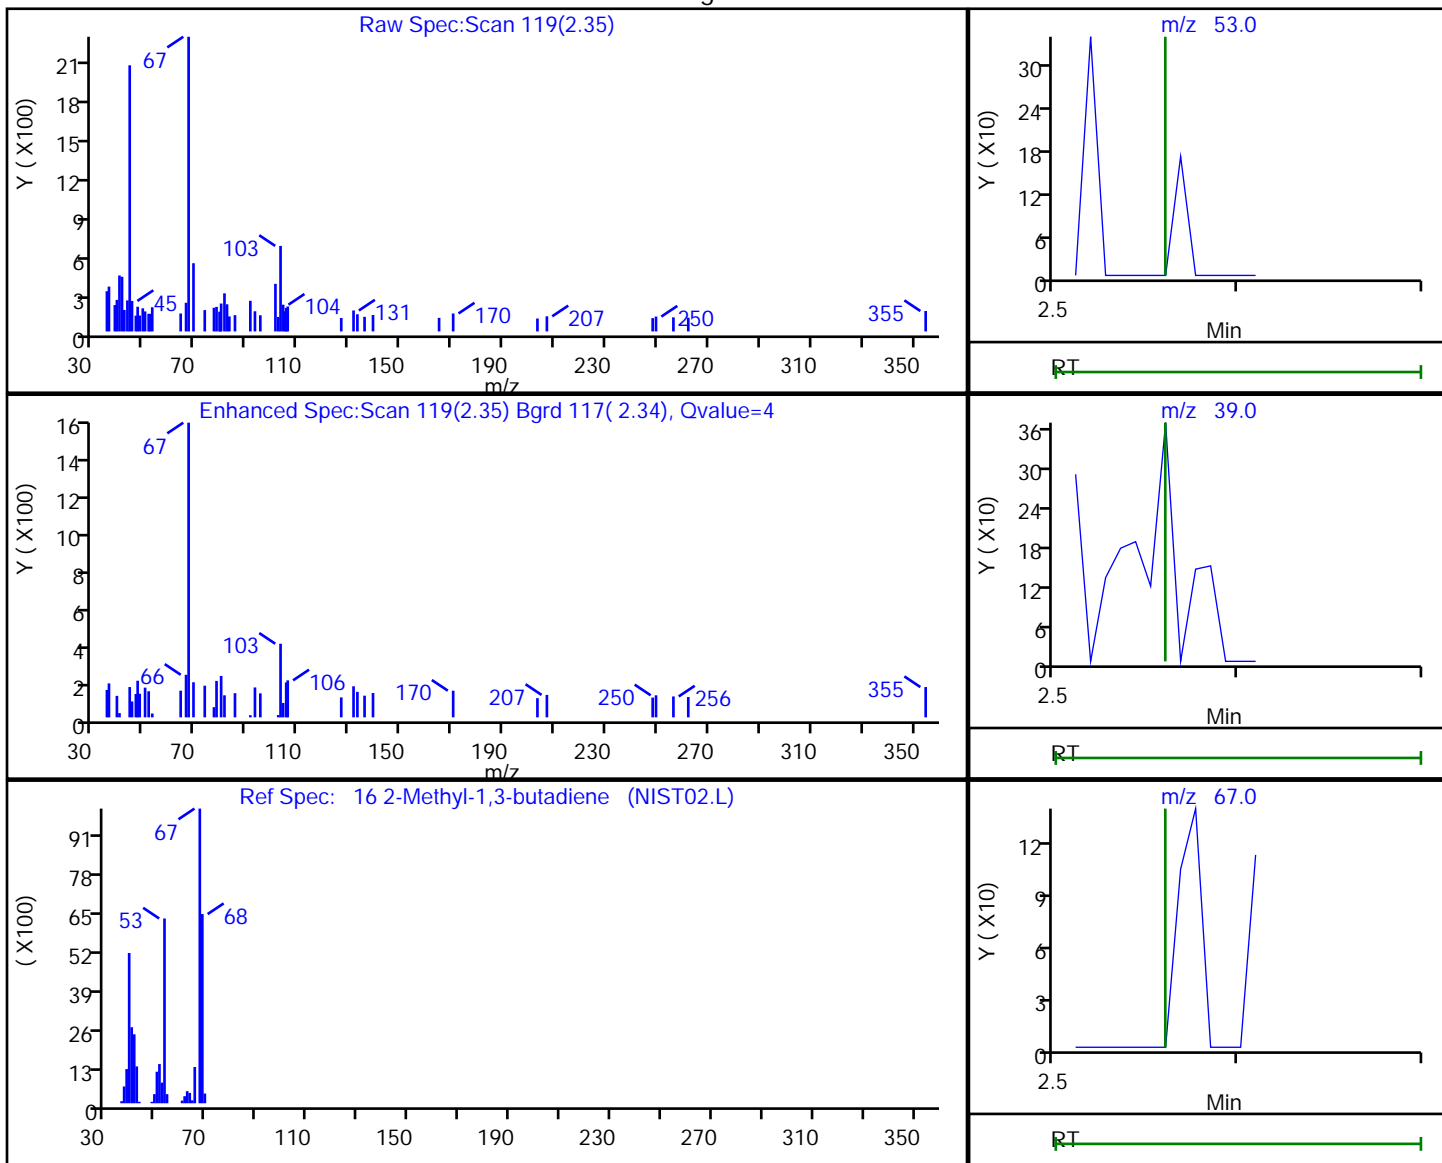 Raw Spec:Scan 119(2.35)
Y ( X100)
21
18
15
12
9
6
3
0
67
45
103
104
131
170
207
250
355
30 70 110 150 190 230 270 310 350
m/z
m/z 53.0
Y ( X10)
30
24
18
12
6
0
2.5
Min
RT
Enhanced Spec:Scan 119(2.35) Bgrd 117( 2.34), Qvalue=4
Y ( X100)
16
14
12
10
8
6
4
2
0
67
66
103
106
170
207
250
256
355
30 70 110 150 190 230 270 310 350
m/z
m/z 39.0
Y ( X10)
36
30
24
18
12
6
0
2.5
Min
RT
Ref Spec: 16 2-Methyl-1,3-butadiene (NIST02.L)
( X100)
91
78
65
52
39
26
13
0
67
53
68
30 70 110 150 190 230 270 310 350
m/z 67.0
Y ( X10)
12
9
6
3
0
2.5
Min
RT